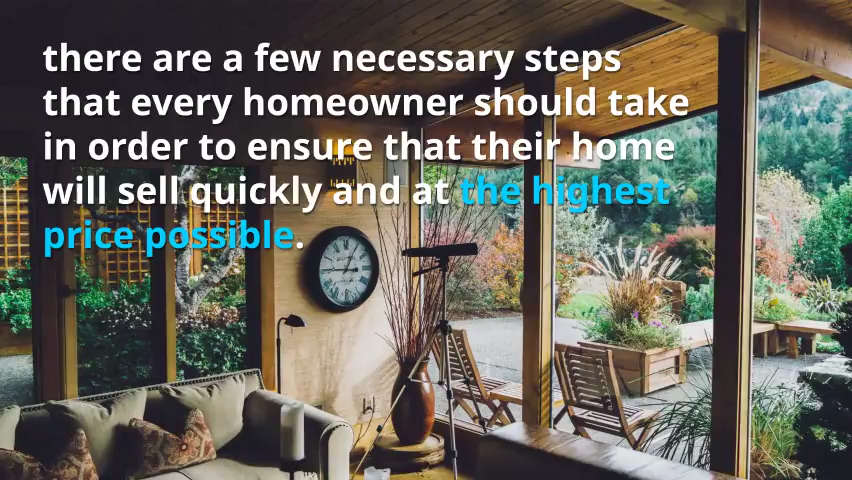 there are a few necessary steps
that every homeowner should take
in order to ensure that their home
will sell quickly and at the highest
price possible.